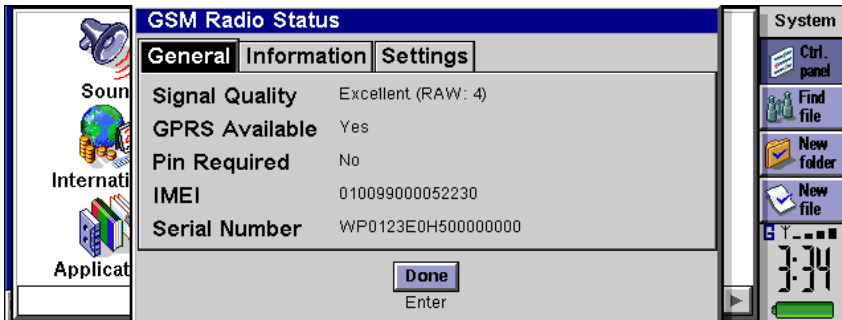 GSM Radio Status
General Information Settings
Signal Quality Excellent (RAW: 4)
GPRS Available Yes
Pin Required No
IMEI 010099000052230
Serial Number WP0123E0H500000000
Done
Enter
Soun
Internati
Applicat
System
Ctrl.
panel
Find
file
New
folder
New
file
G
3:34